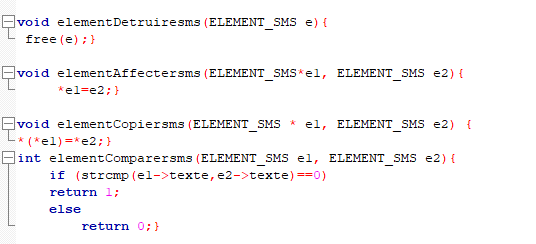 void elementDetruiresms(ELEMENT_SMS e){
free(e);}
void elementAffectersms(ELEMENT_SMS*e1, ELEMENT_SMS e2){
*e1=e2;}
void elementCopiersms(ELEMENT_SMS * e1, ELEMENT_SMS e2) {
*(*e1)=*e2;}
int elementComparersms(ELEMENT_SMS e1, ELEMENT_SMS e2){
if (strcmp(e1->texte,e2->texte)==0)
return 1;
else
return 0;}